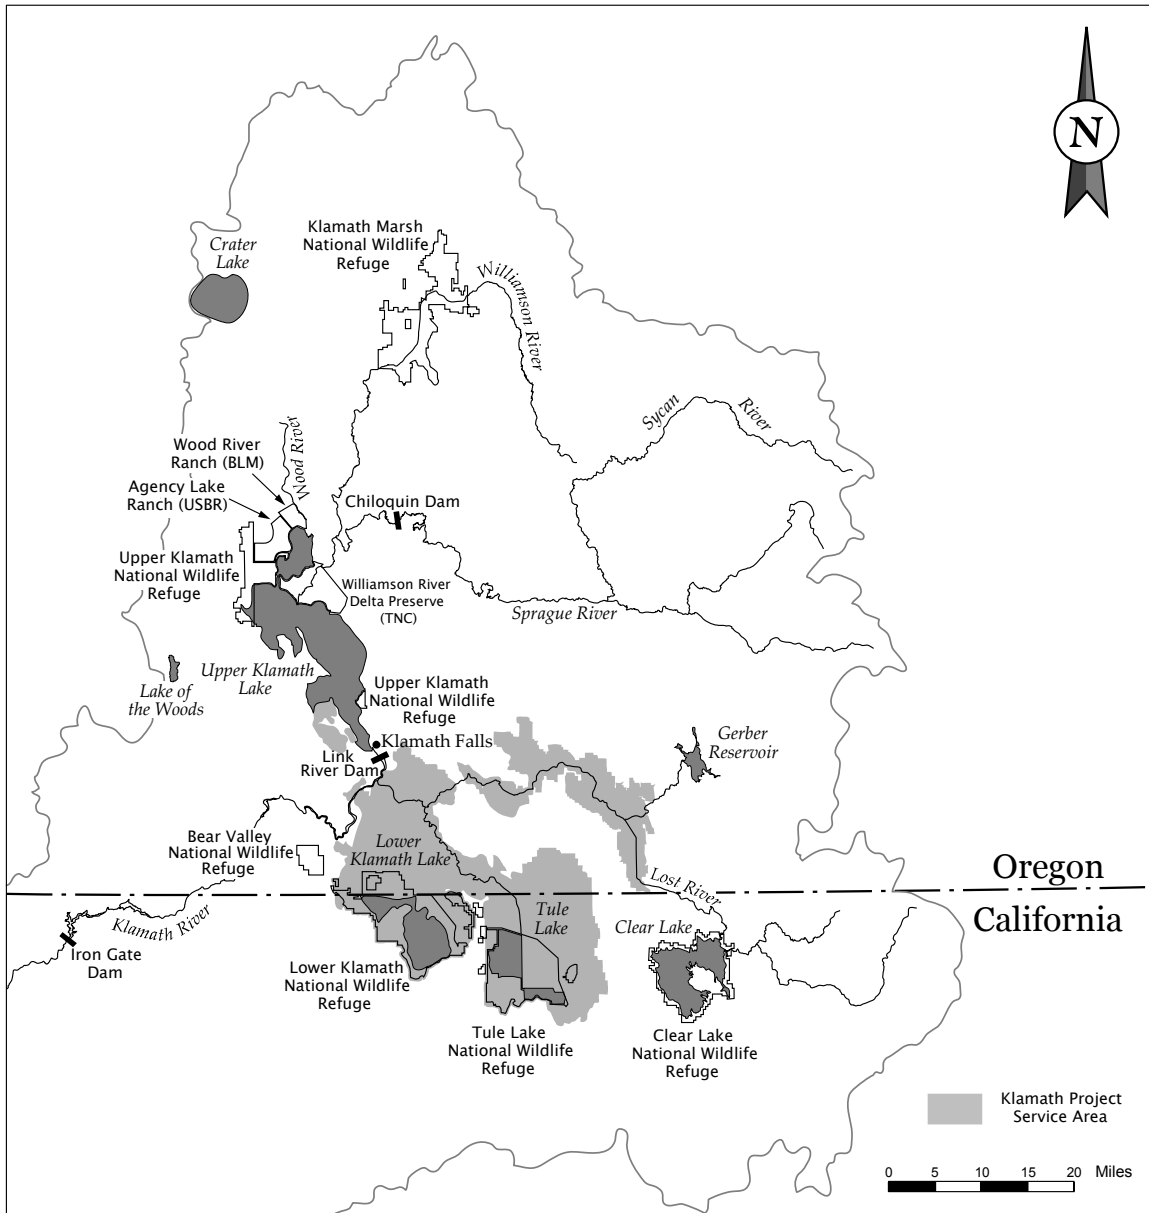 N
Klamath Marsh
National Wildlife
Refuge
Crater
Lake
Williamson River
Sycan
River
Wood River
Wood River
Ranch (BLM)
Agency Lake
Ranch (USBR)
Chiloquin Dam
Upper Klamath
National Wildlife
Refuge
Williamson River
Delta Preserve
(TNC)
Sprague River
Upper Klamath
Lake
Lake of
the Woods
Upper Klamath
National Wildlife
Refuge
Klamath Falls
Link
River Dam
Gerber
Reservoir
Bear Valley
National Wildlife
Refuge
Lower
Klamath Lake
Oregon
California
Lost River
Klamath River
Tule
Lake
Clear Lake
Iron Gate
Dam
Lower Klamath
National Wildlife
Refuge
Tule Lake
National Wildlife
Refuge
Clear Lake
National Wildlife
Refuge
Klamath Project
Service Area
0 5 10 15 20 Miles